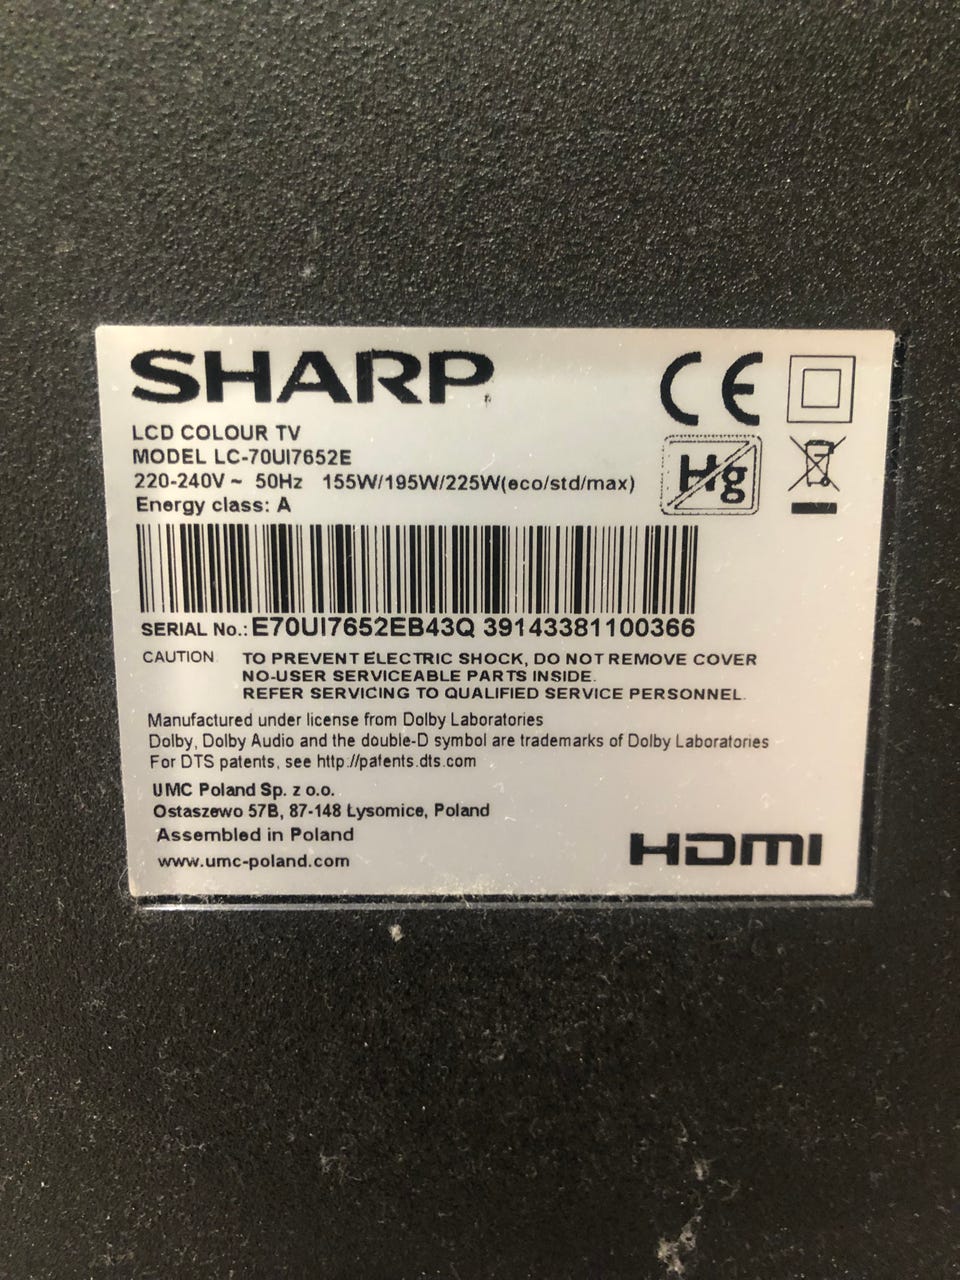 SHARP
LCD COLOUR TV
MODEL LC-70UI7652E
220-240V ~ 50Hz 155W/195W/225W(eco/std/max)
Energy class: A
CE
Hg
SERIAL No.: E70UI7652EB43Q 39143381100366
CAUTION TO PREVENT ELECTRIC SHOCK, DO NOT REMOVE COVER
NO-USER SERVICEABLE PARTS INSIDE.
REFER SERVICING TO QUALIFIED SERVICE PERSONNEL.
Manufactured under license from Dolby Laboratories
Dolby, Dolby Audio and the double-D symbol are trademarks of Dolby Laboratories
For DTS patents, see http://patents.dts.com
UMC Poland Sp. z o.o.
Ostaszewo 57B, 87-148 Łysomice, Poland
Assembled in Poland
www.umc-poland.com
HDMI